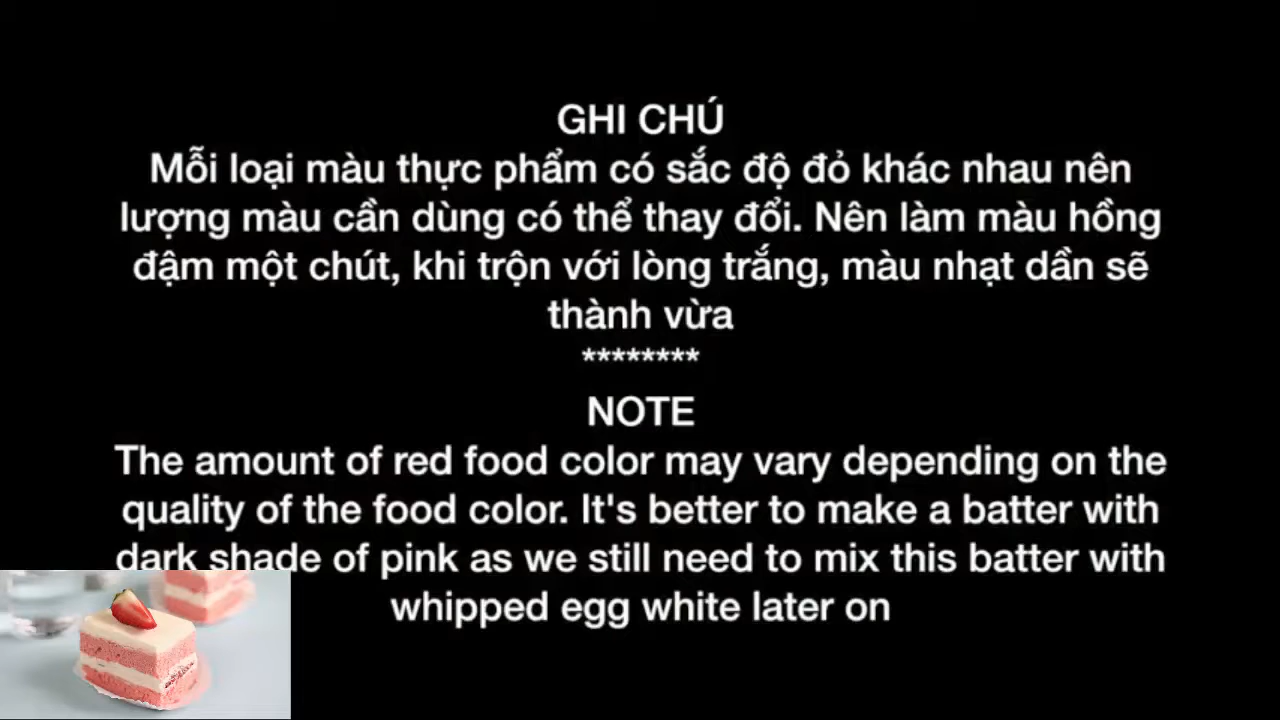 GHI CHÚ
Mỗi loại màu thực phẩm có sắc độ đỏ khác nhau nên
lượng màu cần dùng có thể thay đổi. Nên làm màu hồng
đậm một chút, khi trộn với lòng trắng, màu nhạt dần sẽ
thành vừa
********
NOTE
The amount of red food color may vary depending on the
quality of the food color. It's better to make a batter with
dark shade of pink as we still need to mix this batter with
whipped egg white later on